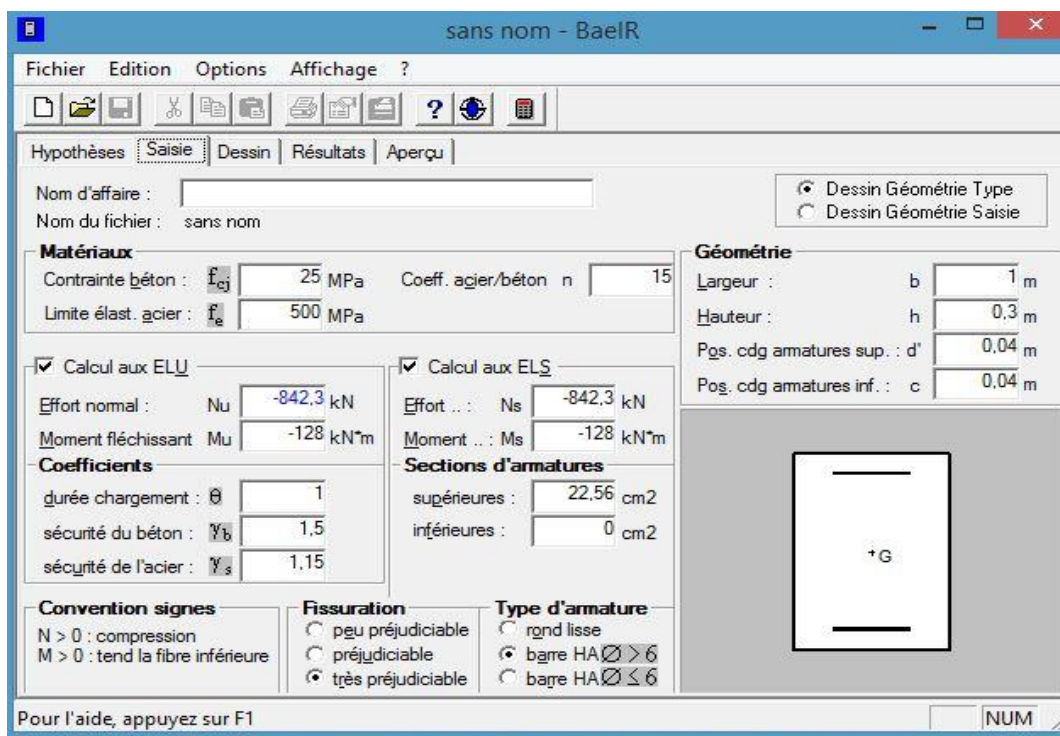 sans nom - BaelR
Fichier Edition Options Affichage ?
Hypothèses Saisie Dessin Résultats Aperçu
Nom d'affaire :
Nom du fichier : sans nom
Dessin Géométrie Type
Dessin Géométrie Saisie
Matériaux
Contrainte béton : fcj 25 MPa Coeff. acier/béton n 15
Limite élast. acier : fe 500 MPa
Géométrie
Largeur : b 1 m
Hauteur : h 0,3 m
Pos. cdg armatures sup. : d' 0,04 m
Pos. cdg armatures inf. : c 0,04 m
Calcul aux ELU
Effort normal : Nu -842,3 kN
Moment fléchissant Mu -128 kN*m
Coefficients
durée chargement : θ 1
sécurité du béton : γb 1,5
sécurité de l'acier : γs 1,15
Calcul aux ELS
Effort .. : Ns -842,3 kN
Moment .. : Ms -128 kN*m
Sections d'armatures
supérieures : 22,56 cm2
inférieures : 0 cm2
+G
Convention signes
N > 0 : compression
M > 0 : tend la fibre inférieure
Fissuration
peu préjudiciable
préjudiciable
très préjudiciable
Type d'armature
rond lisse
barre HA Ø > 6
barre HA Ø ≤ 6
Pour l'aide, appuyez sur F1 NUM